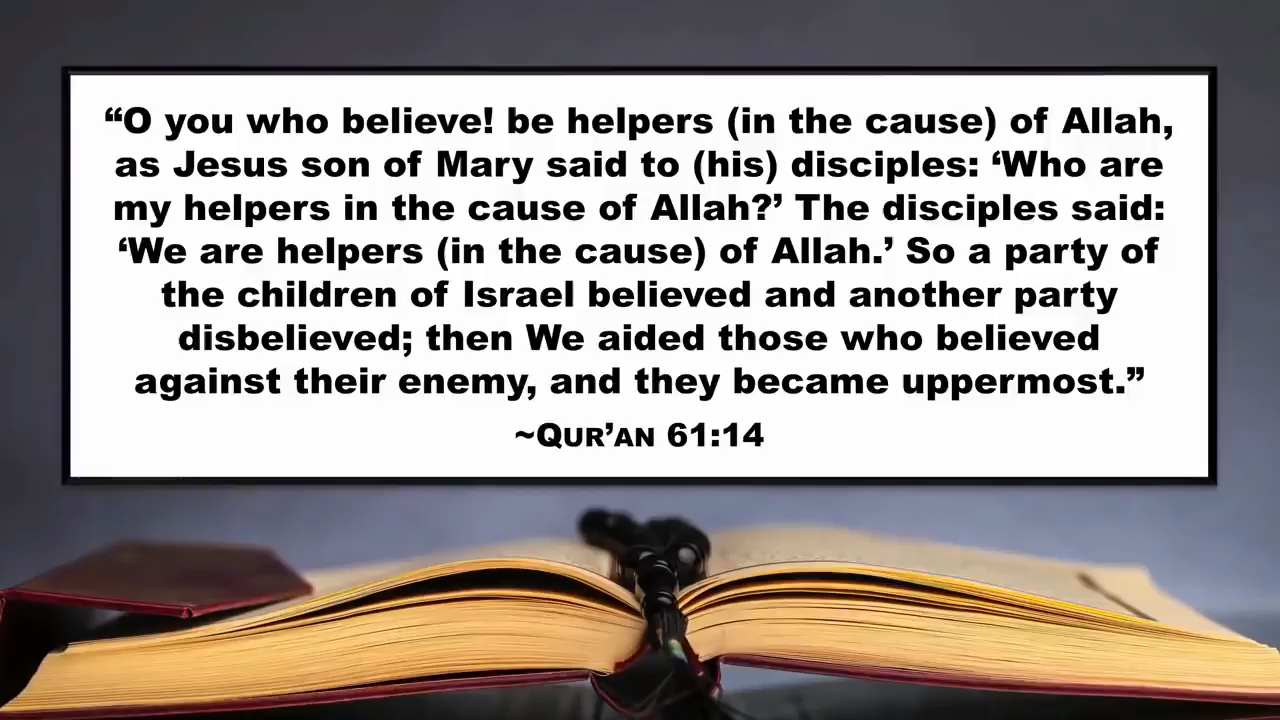 “O you who believe! be helpers (in the cause) of Allah,
as Jesus son of Mary said to (his) disciples: ‘Who are
my helpers in the cause of Allah?’ The disciples said:
‘We are helpers (in the cause) of Allah.’ So a party of
the children of Israel believed and another party
disbelieved; then We aided those who believed
against their enemy, and they became uppermost.”
~QUR’AN 61:14